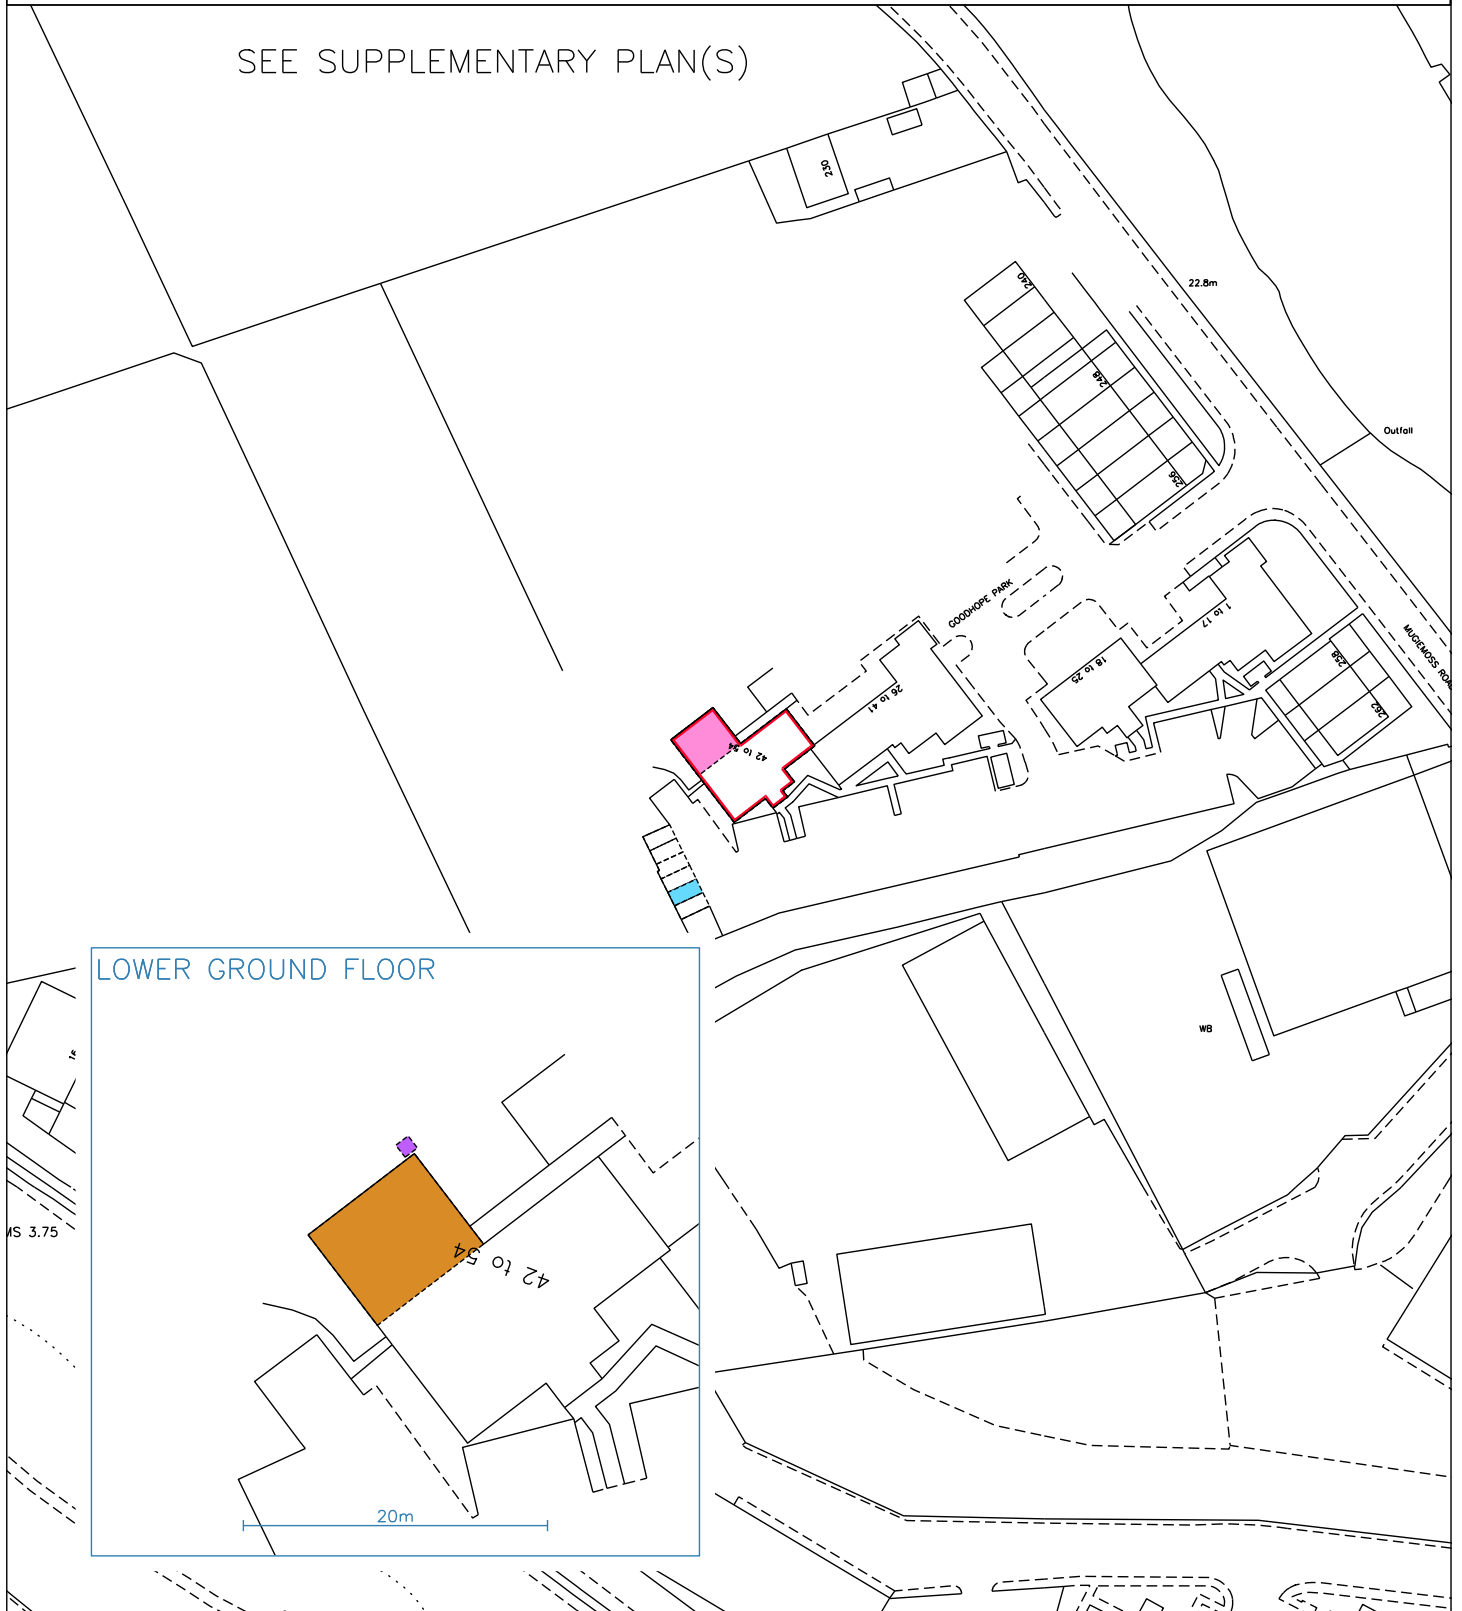 SEE SUPPLEMENTARY PLAN(S)
230
240
22.8m
248
Outfall
256
GOODHOPE PARK
1 to 17
MUGIEMOSS ROAD
18 to 25
258
26 to 41
262
42 to 54
LOWER GROUND FLOOR
WB
42 to 54
MS 3.75
20m